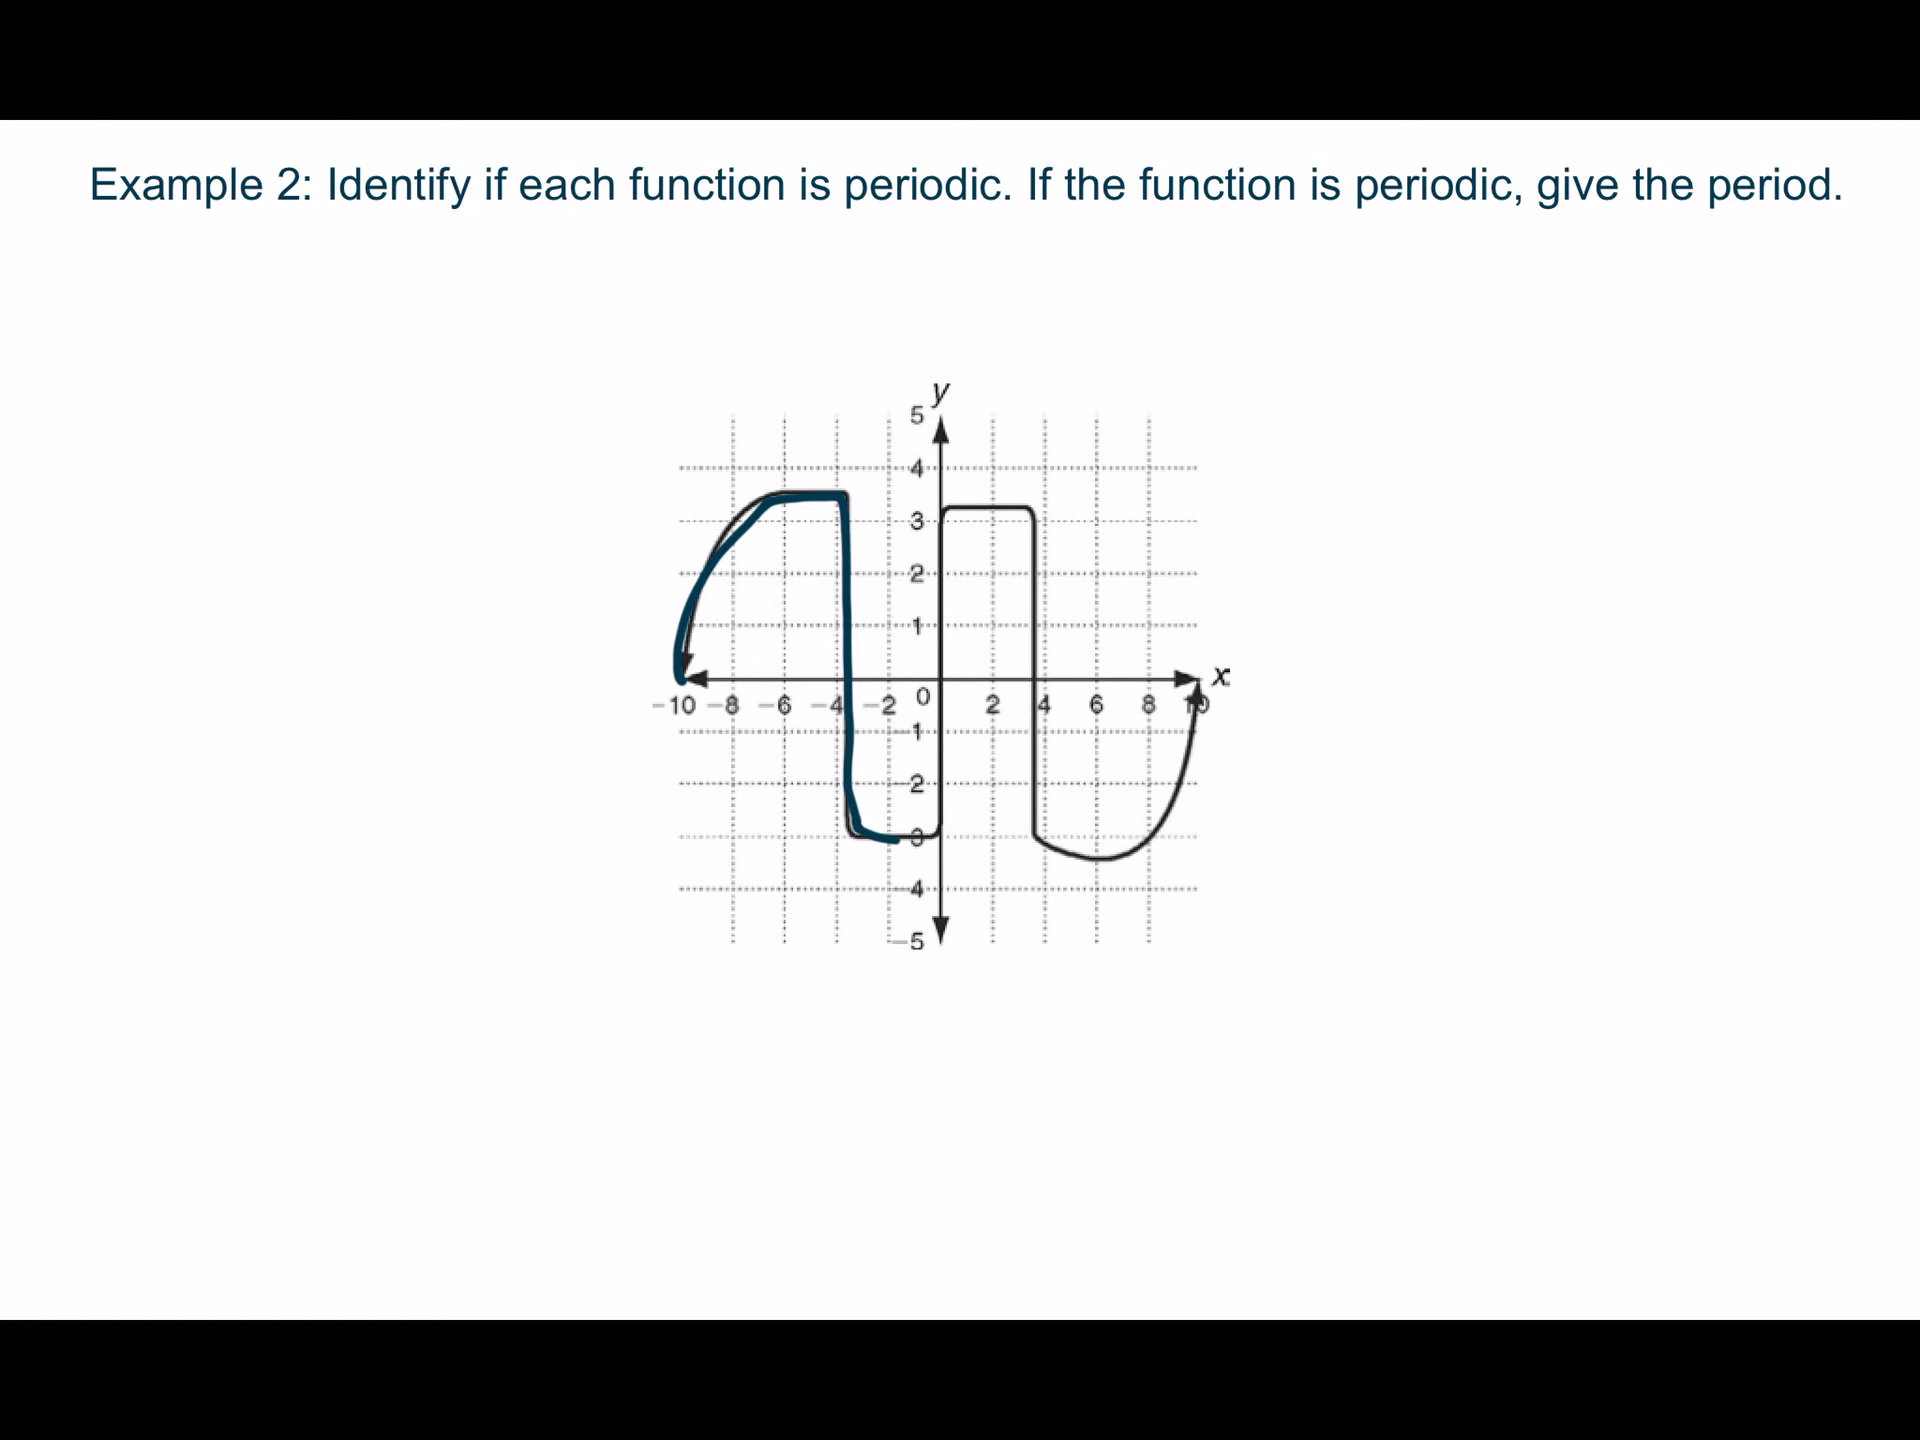 Example 2: Identify if each function is periodic. If the function is periodic, give the period.
y
5
4
3
2
1
x
-10 -8 -6 -4 -2 0 2 4 6 8 10
-1
-2
-3
-4
-5